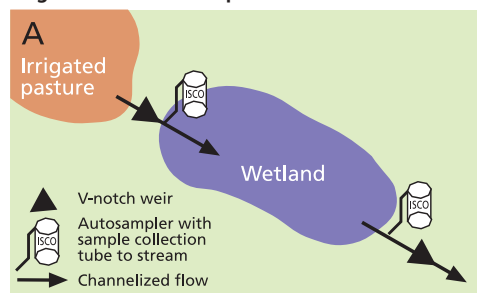 A
Irrigated
pasture
ISCO
Wetland
ISCO
V-notch weir
ISCO
Autosampler with
sample collection
tube to stream
Channelized flow